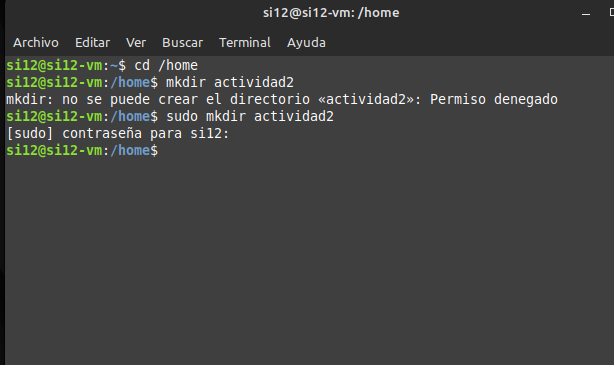 si12@si12-vm: /home
Archivo Editar Ver Buscar Terminal Ayuda
si12@si12-vm:~$ cd /home
si12@si12-vm:/home$ mkdir actividad2
mkdir: no se puede crear el directorio «actividad2»: Permiso denegado
si12@si12-vm:/home$ sudo mkdir actividad2
[sudo] contraseña para si12:
si12@si12-vm:/home$